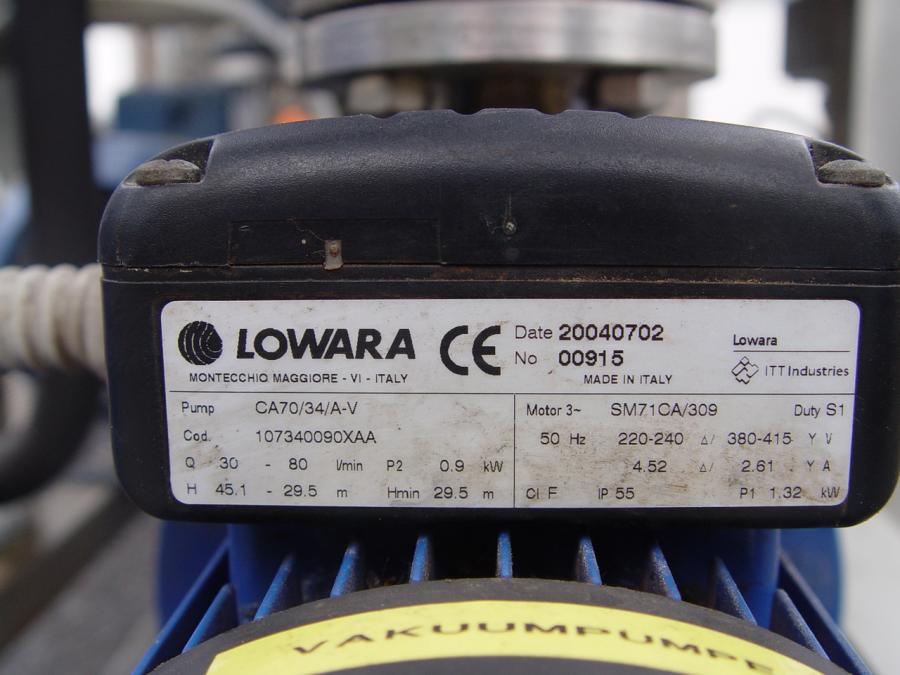 LOWARA
MONTECCHIO MAGGIORE - VI - ITALY
CE
Date 20040702
No 00915
MADE IN ITALY
Lowara
ITT Industries
Pump CA70/34/A-V
Cod. 107340090XAA
Q 30 - 80 l/min P2 0.9 kW
H 45.1 - 29.5 m Hmin 29.5 m
Motor 3~ SM71CA/309 Duty S1
50 Hz 220-240 Δ/ 380-415 Y V
4.52 Δ/ 2.61 Y A
Cl F IP 55 P1 1.32 kW
VAKUUMPUMPE